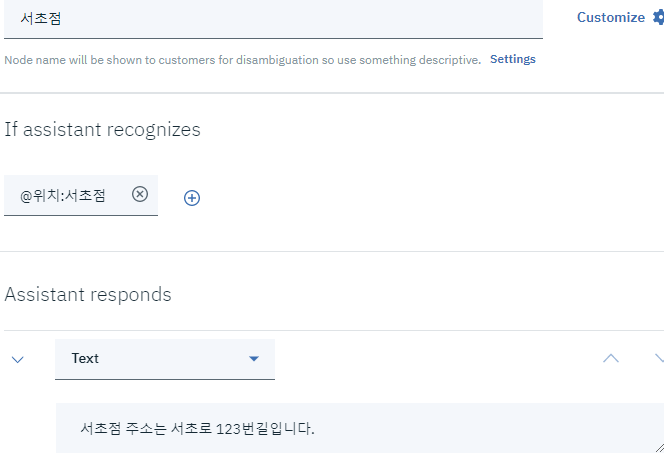 서초점
Customize
Node name will be shown to customers for disambiguation so use something descriptive. Settings
If assistant recognizes
@위치:서초점
Assistant responds
Text
서초점 주소는 서초로 123번길입니다.